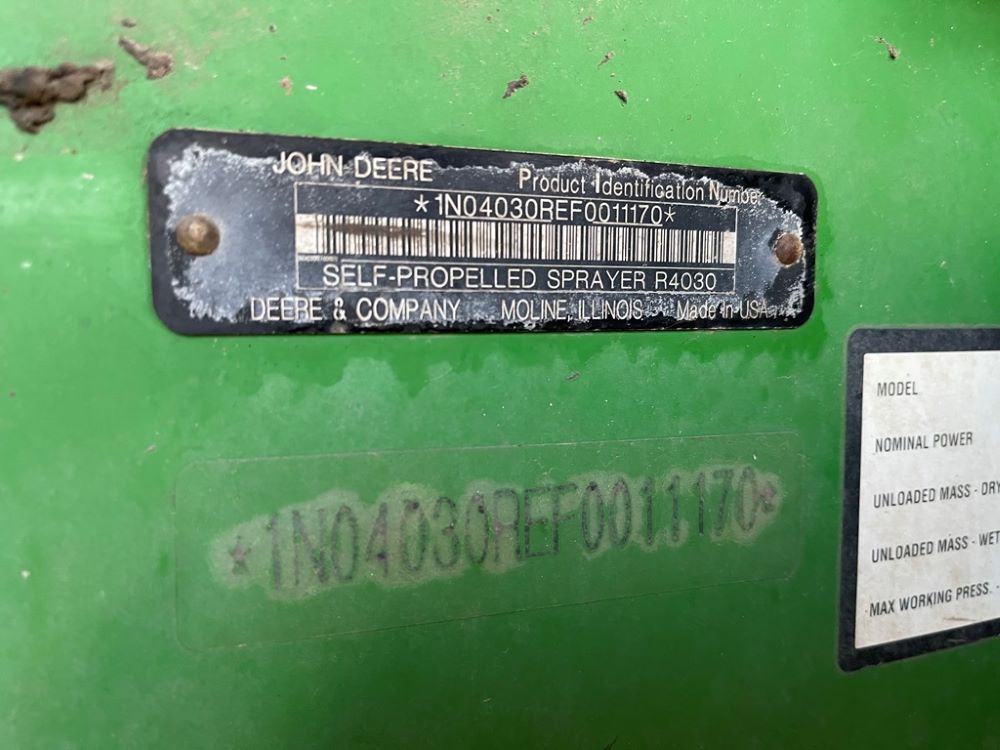 JOHN DEERE
Product Identification Number
*1N04030REF0011170*
SELF-PROPELLED SPRAYER R4030
DEERE & COMPANY MOLINE, ILLINOIS Made in USA
*1N04030REF0011170*
MODEL
NOMINAL POWER
UNLOADED MASS - DRY
UNLOADED MASS - WET
MAX WORKING PRESS. -